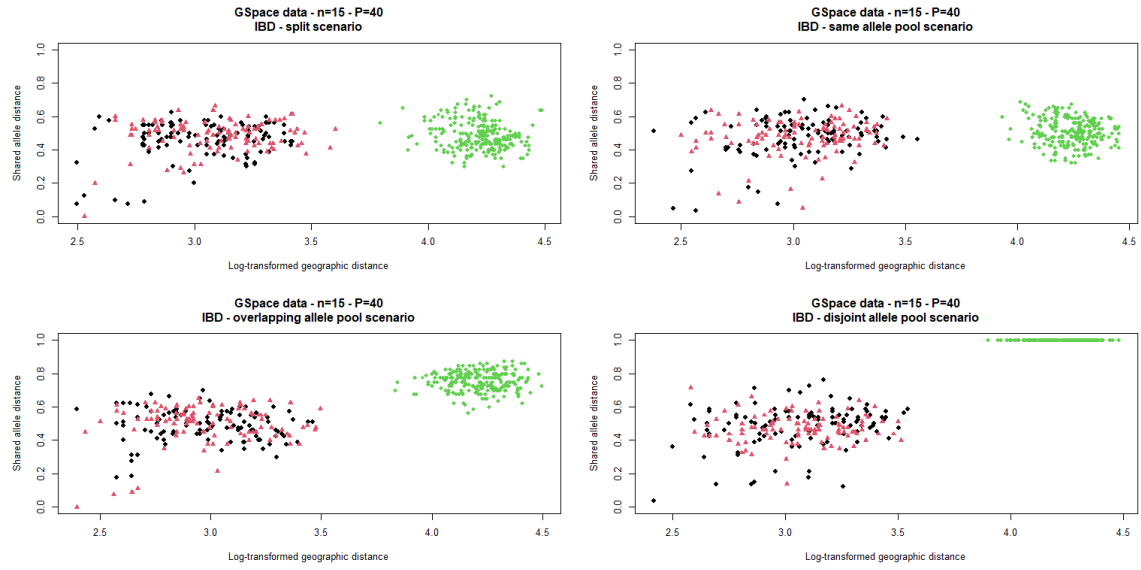 GSpace data - n=15 - P=40
IBD - split scenario
Shared allele distance
0.0 0.2 0.4 0.6 0.8 1.0
2.5 3.0 3.5 4.0 4.5
Log-transformed geographic distance
GSpace data - n=15 - P=40
IBD - same allele pool scenario
Shared allele distance
0.0 0.2 0.4 0.6 0.8 1.0
2.5 3.0 3.5 4.0 4.5
Log-transformed geographic distance
GSpace data - n=15 - P=40
IBD - overlapping allele pool scenario
Shared allele distance
0.0 0.2 0.4 0.6 0.8 1.0
2.5 3.0 3.5 4.0 4.5
Log-transformed geographic distance
GSpace data - n=15 - P=40
IBD - disjoint allele pool scenario
Shared allele distance
0.0 0.2 0.4 0.6 0.8 1.0
2.5 3.0 3.5 4.0 4.5
Log-transformed geographic distance